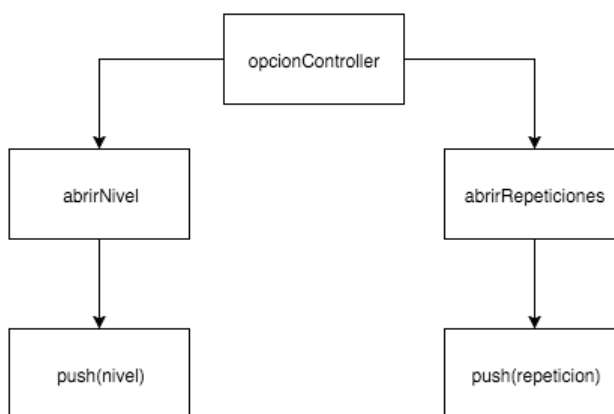 opcionController
abrirNivel
abrirRepeticiones
push(nivel)
push(repeticion)